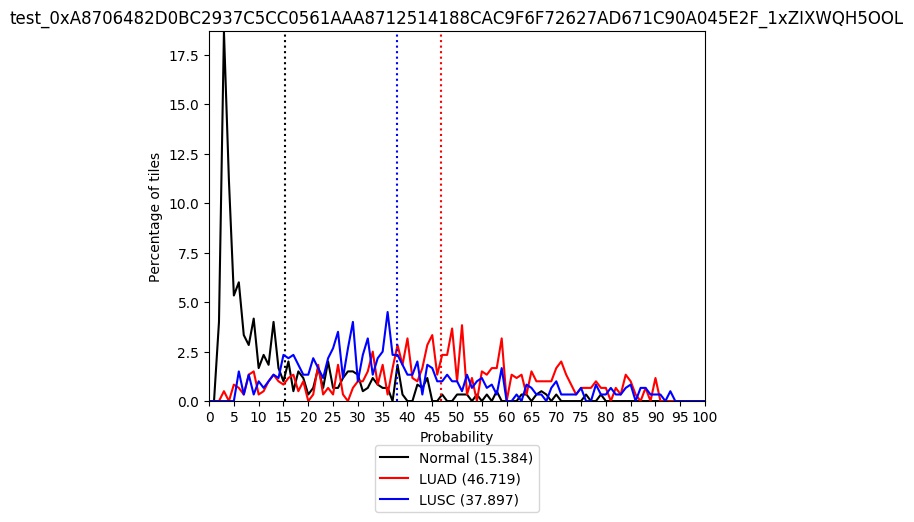 test_0xA8706482D0BC2937C5CC0561AAA8712514188CAC9F6F72627AD671C90A045E2F_1xZIXWQH5OOL
17.5
15.0
12.5
10.0
7.5
5.0
2.5
0.0
Percentage of tiles
0 5 10 15 20 25 30 35 40 45 50 55 60 65 70 75 80 85 90 95 100
Probability
Normal (15.384)
LUAD (46.719)
LUSC (37.897)